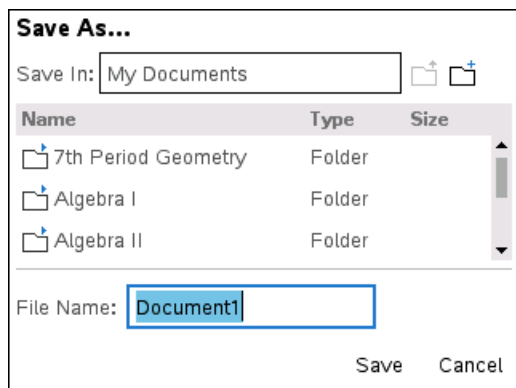 Save As...
Save In: My Documents
Name Type Size
7th Period Geometry Folder
Algebra I Folder
Algebra II Folder
File Name: Document1
Save Cancel